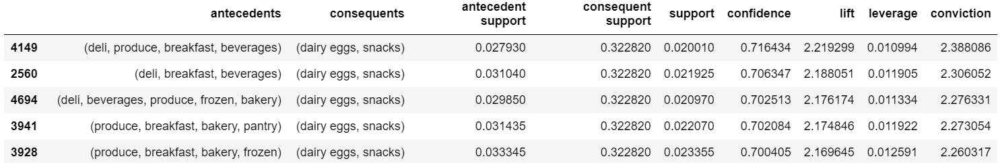 antecedents consequents antecedent support consequent support support confidence lift leverage conviction
4149 (deli, produce, breakfast, beverages) (dairy eggs, snacks) 0.027930 0.322820 0.020010 0.716434 2.219299 0.010994 2.388086
2560 (deli, breakfast, beverages) (dairy eggs, snacks) 0.031040 0.322820 0.021925 0.706347 2.188051 0.011905 2.306052
4694 (deli, beverages, produce, frozen, bakery) (dairy eggs, snacks) 0.029850 0.322820 0.020970 0.702513 2.176174 0.011334 2.276331
3941 (produce, breakfast, bakery, pantry) (dairy eggs, snacks) 0.031435 0.322820 0.022070 0.702084 2.174846 0.011922 2.273054
3928 (produce, breakfast, bakery, frozen) (dairy eggs, snacks) 0.033345 0.322820 0.023355 0.700405 2.169645 0.012591 2.260317